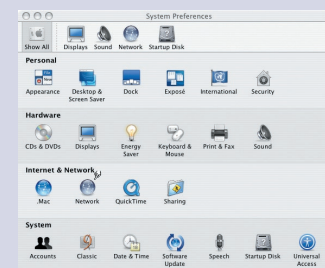 System Preferences
Show All Displays Sound Network Startup Disk
Personal
Appearance Desktop & Screen Saver Dock Exposé International Security
Hardware
CDs & DVDs Displays Energy Saver Keyboard & Mouse Print & Fax Sound
Internet & Network
.Mac Network QuickTime Sharing
System
Accounts Classic Date & Time Software Update Speech Startup Disk Universal Access